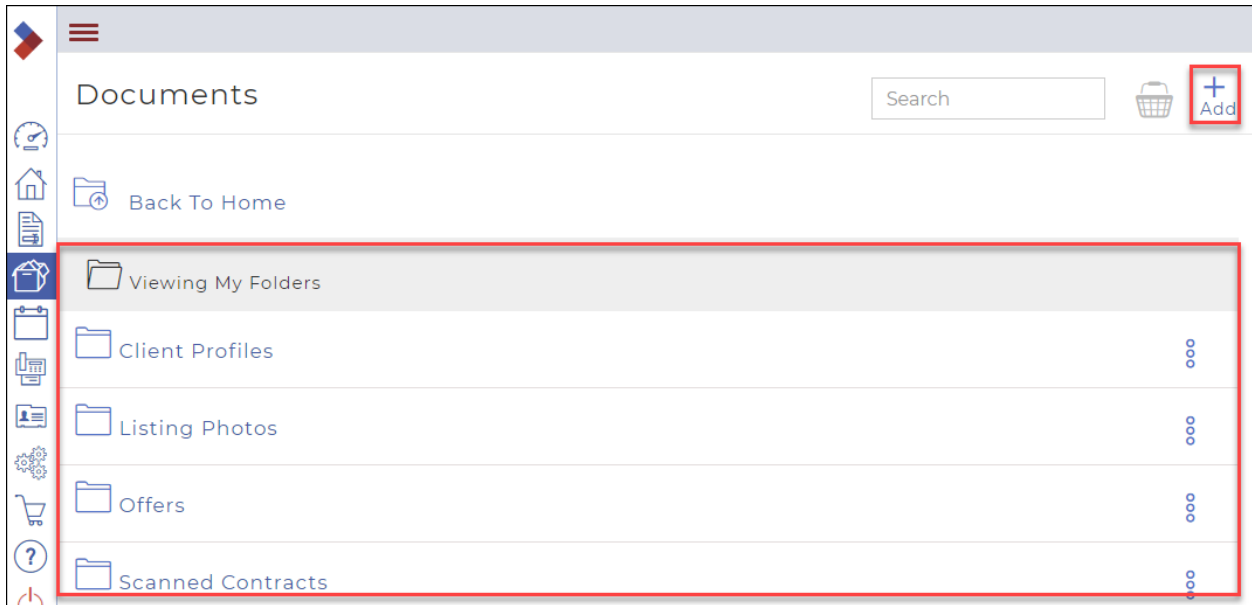 Documents
Search
Add
Back To Home
Viewing My Folders
Client Profiles
Listing Photos
Offers
Scanned Contracts
?